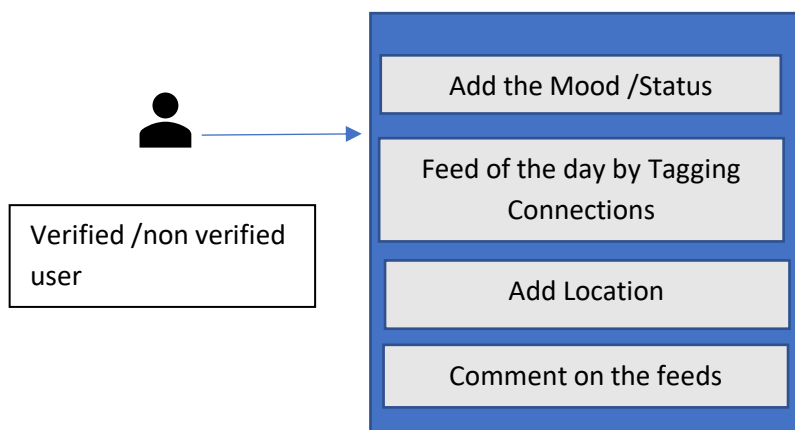 Add the Mood /Status
Feed of the day by Tagging
Connections
Verified /non verified
user
Add Location
Comment on the feeds